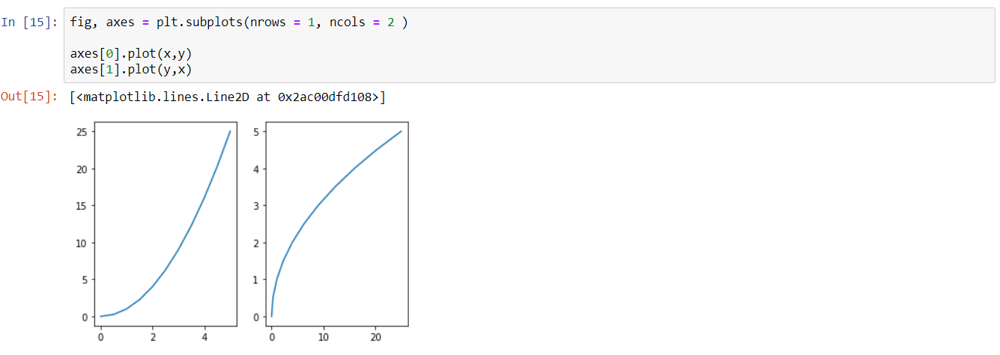 In [15]: fig, axes = plt.subplots(nrows = 1, ncols = 2 )
axes[0].plot(x,y)
axes[1].plot(y,x)
Out[15]: [<matplotlib.lines.Line2D at 0x2ac00dfd108>]
25
20
15
10
5
0
0 2 4
5
4
3
2
1
0
0 10 20